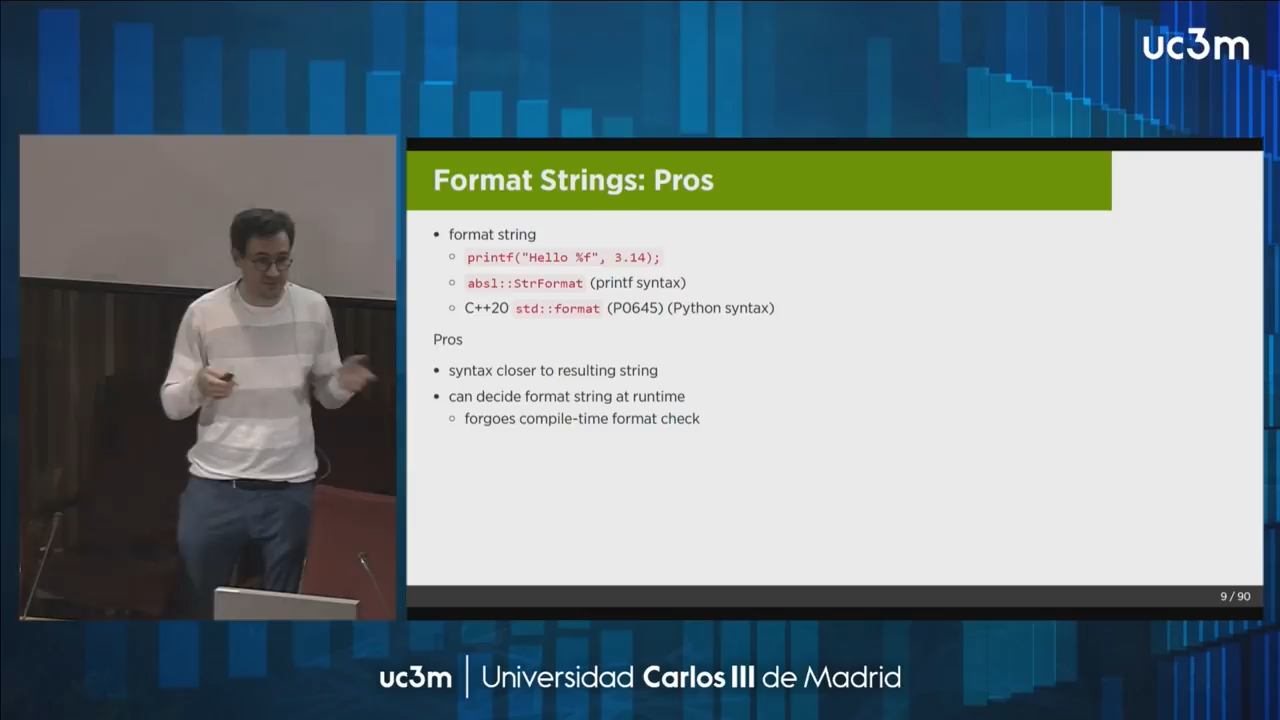 uc3m
Format Strings: Pros
• format string
◦ printf("Hello %f", 3.14);
◦ absl::StrFormat (printf syntax)
◦ C++20 std::format (P0645) (Python syntax)
Pros
• syntax closer to resulting string
• can decide format string at runtime
◦ forgoes compile-time format check
9 / 90
uc3m | Universidad Carlos III de Madrid